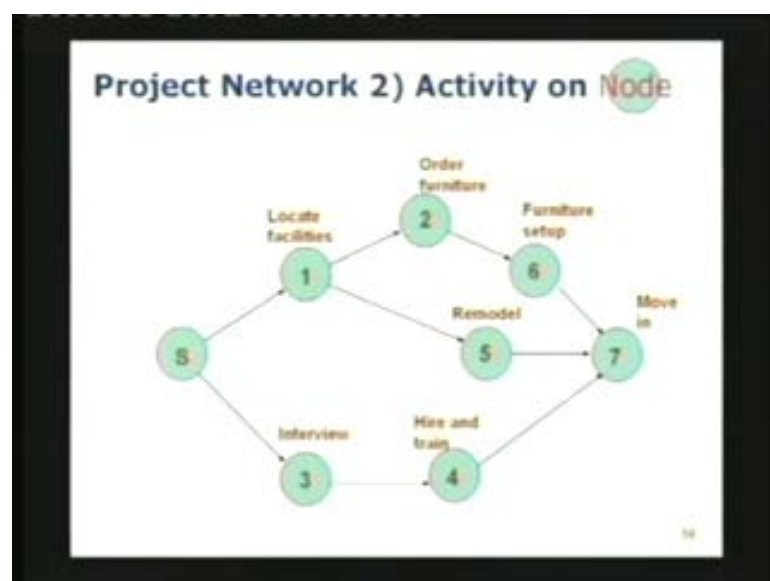 Project Network 2) Activity on Node
Order
furniture
Locate
facilities
2
Furniture
setup
1
6
Remodel
Move
in
S
5
7
Interview
Hire and
train
3
4